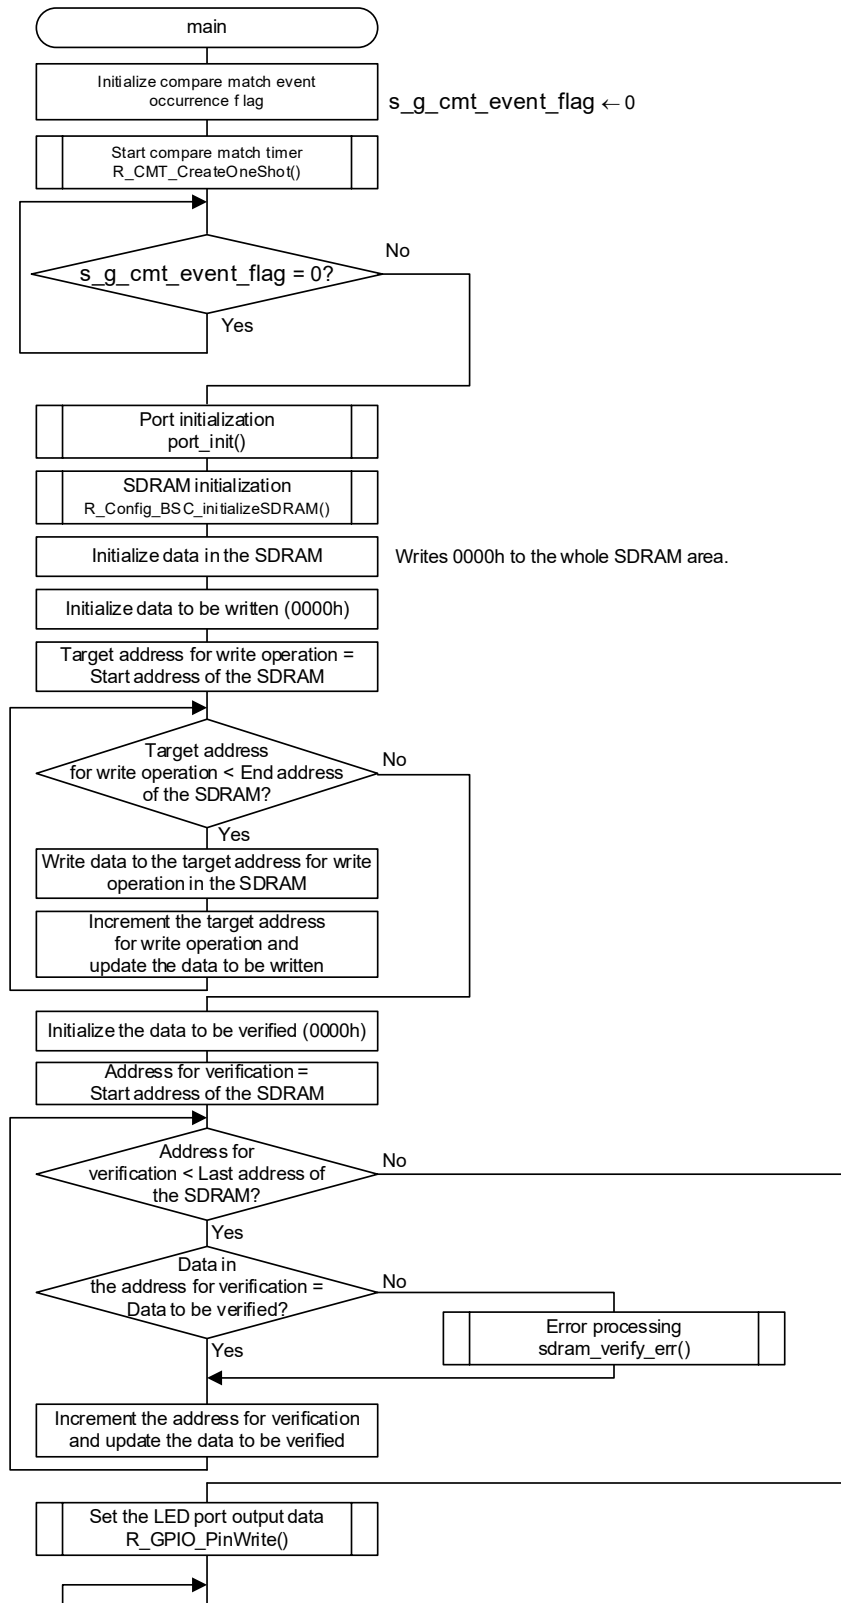 main
Initialize compare match event
occurrence f lag
s_g_cmt_event_flag ← 0
Start compare match timer
R_CMT_CreateOneShot()
No
s_g_cmt_event_flag = 0?
Yes
Port initialization
port_init()
SDRAM initialization
R_Config_BSC_initializeSDRAM()
Initialize data in the SDRAM
Writes 0000h to the whole SDRAM area.
Initialize data to be written (0000h)
Target address for write operation =
Start address of the SDRAM
Target address
for write operation < End address
of the SDRAM?
No
Yes
Write data to the target address for write
operation in the SDRAM
Increment the target address
for write operation and
update the data to be written
Initialize the data to be verified (0000h)
Address for verification =
Start address of the SDRAM
Address for
verification < Last address of
the SDRAM?
No
Yes
Data in
the address for verification =
Data to be verified?
No
Error processing
sdram_verify_err()
Yes
Increment the address for verification
and update the data to be verified
Set the LED port output data
R_GPIO_PinWrite()